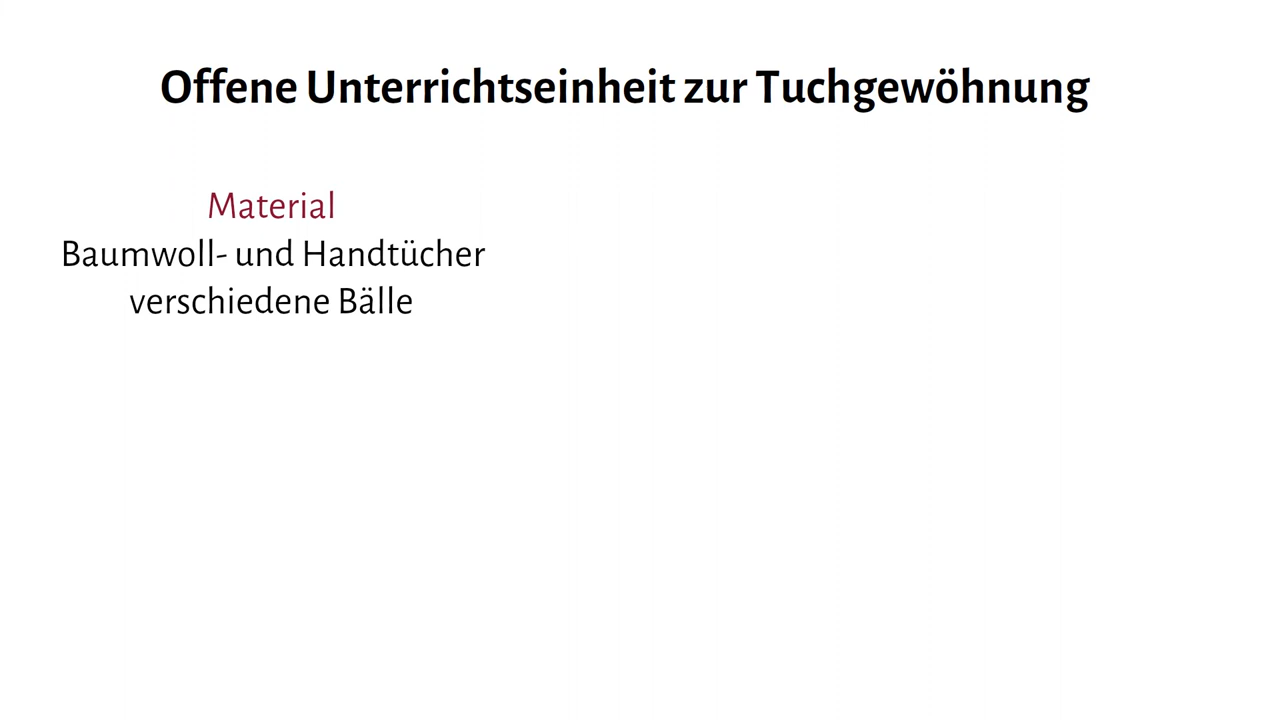 Offene Unterrichtseinheit zur Tuchgewöhnung
Material
Baumwoll- und Handtücher
verschiedene Bälle